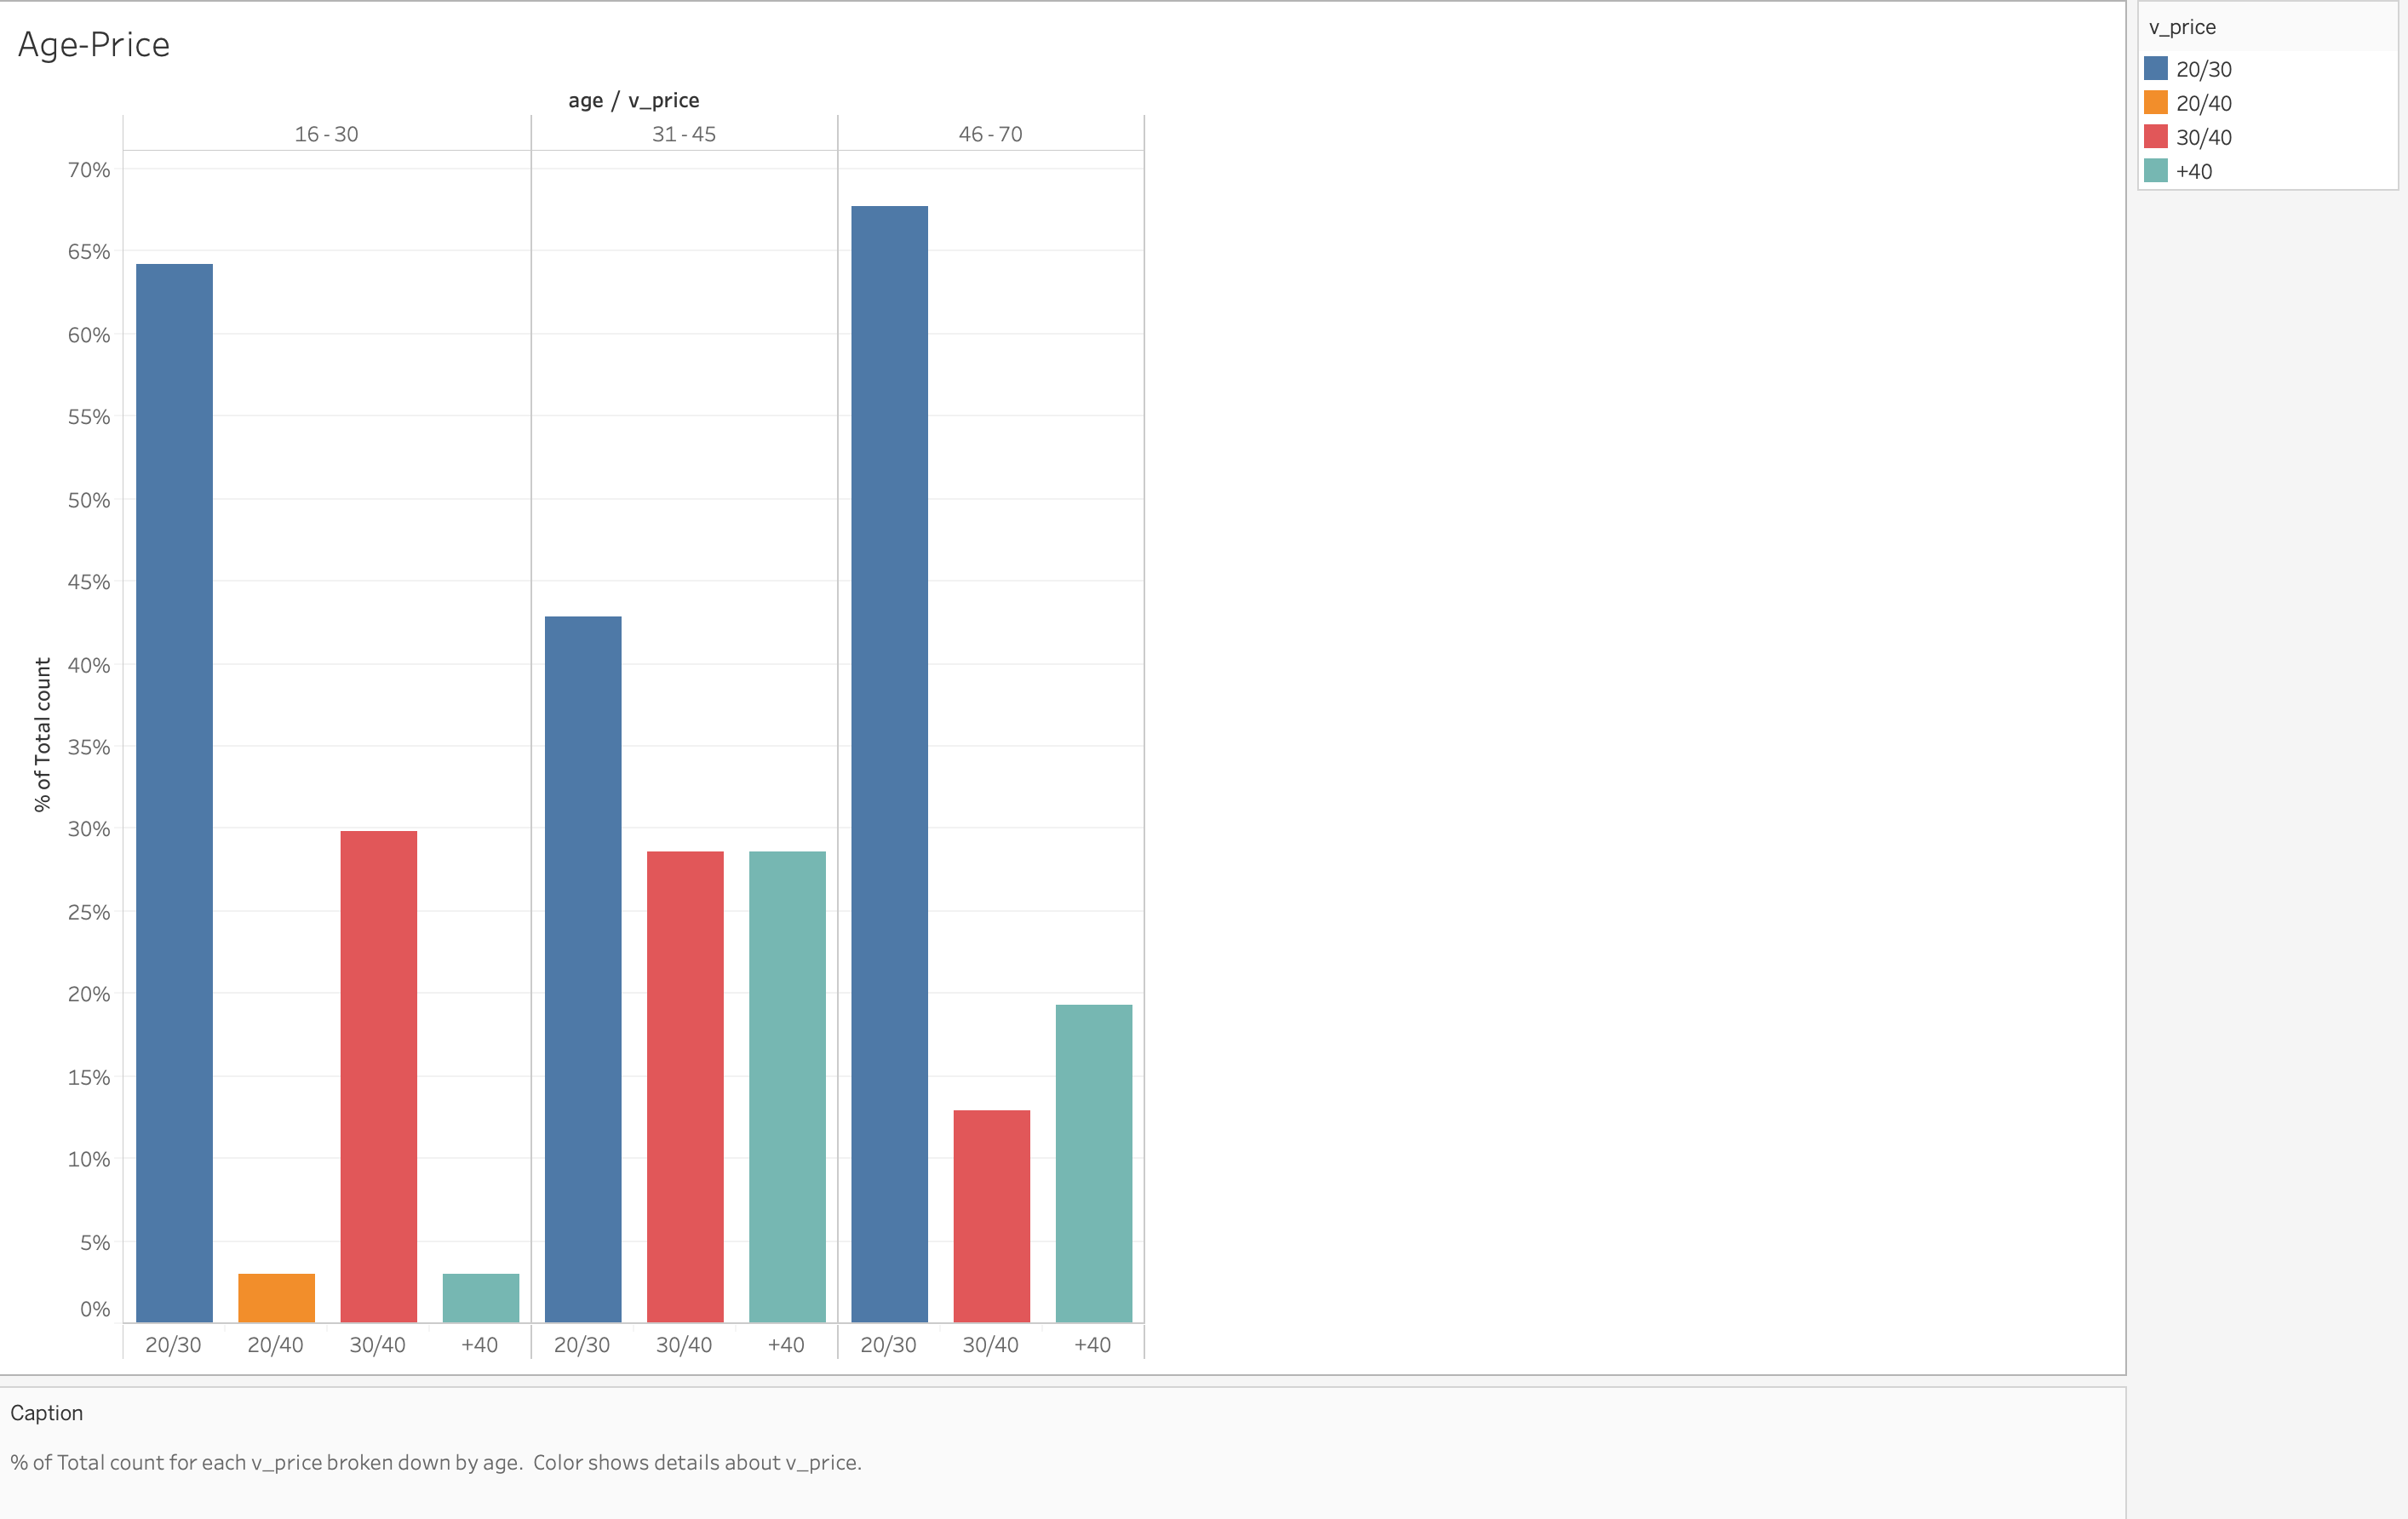 Age-Price
age / v_price
16 - 30 31 - 45 46 - 70
70%
65%
60%
55%
50%
45%
40%
35%
30%
25%
20%
15%
10%
5%
0%
% of Total count
20/30 20/40 30/40 +40 20/30 30/40 +40 20/30 30/40 +40
v_price
20/30
20/40
30/40
+40
Caption
% of Total count for each v_price broken down by age. Color shows details about v_price.